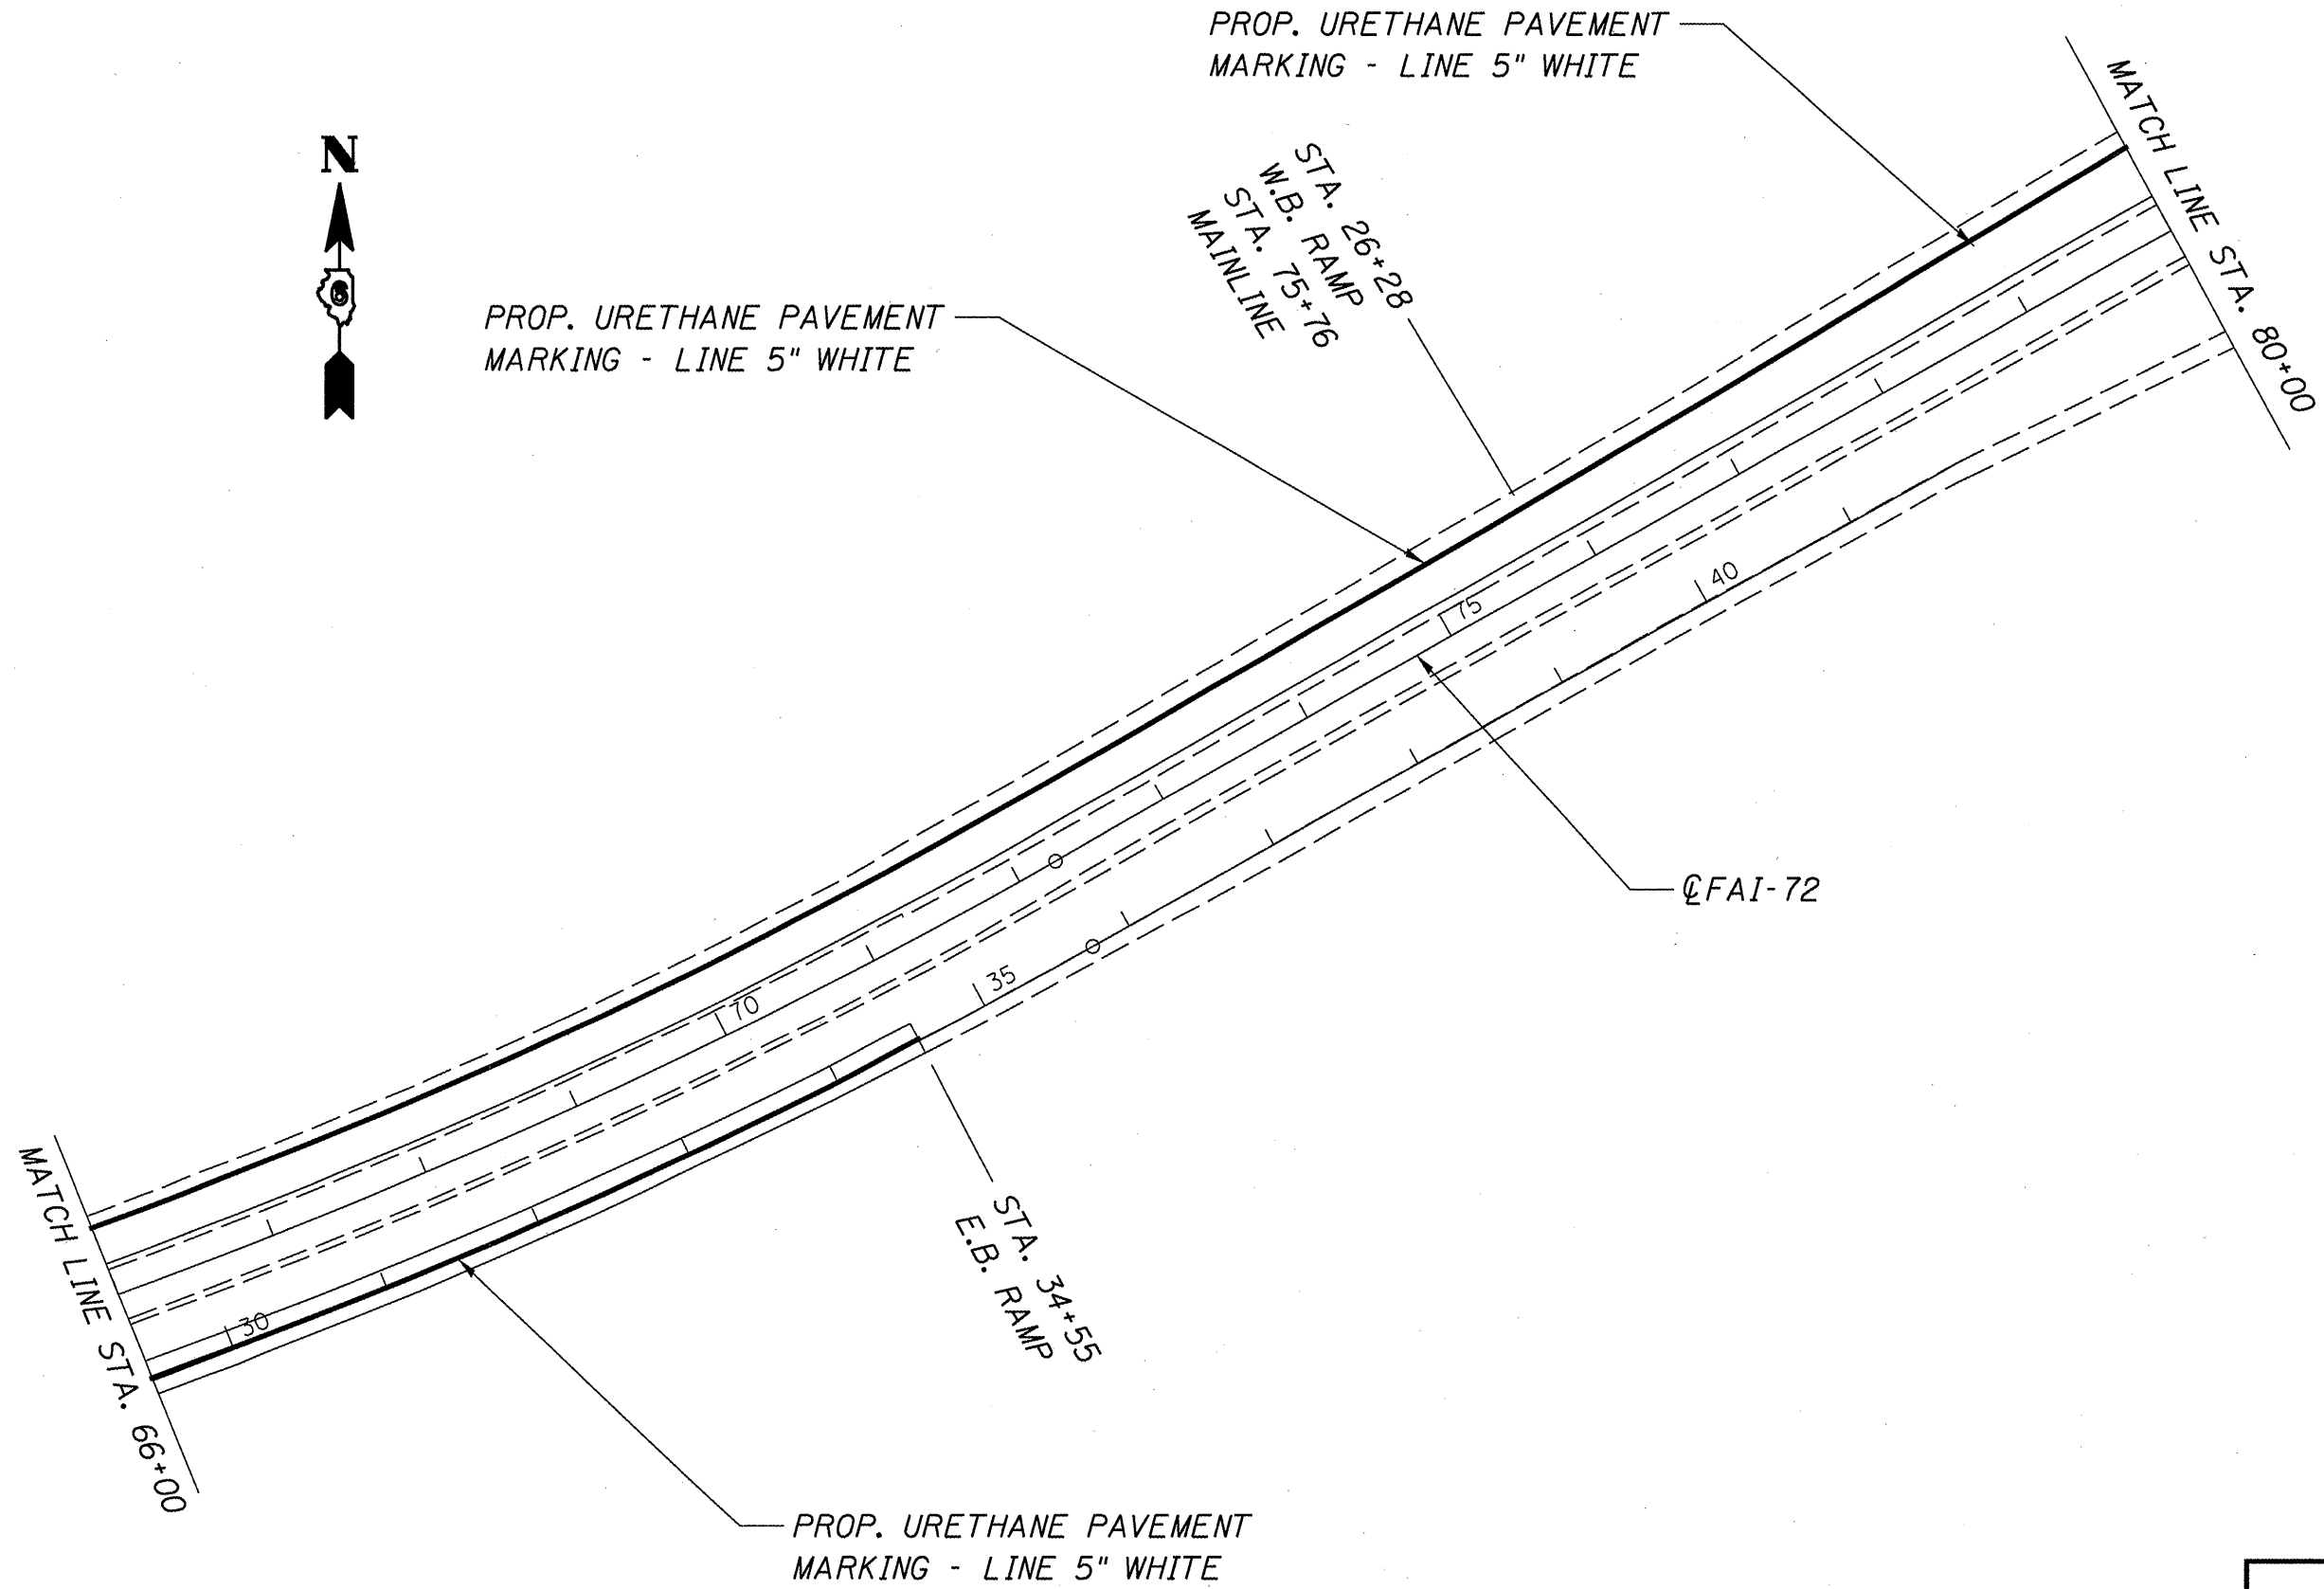 PROP. URETHANE PAVEMENT
MARKING - LINE 5" WHITE
MATCH LINE STA. 80+00
N
6
STA. 26+28
W.B. RAMP
STA. 75+76
MAINLINE
PROP. URETHANE PAVEMENT
MARKING - LINE 5" WHITE
40
75
℄ FAI-72
35
70
STA. 34+55
E.B. RAMP
30
MATCH LINE STA. 66+00
PROP. URETHANE PAVEMENT
MARKING - LINE 5" WHITE